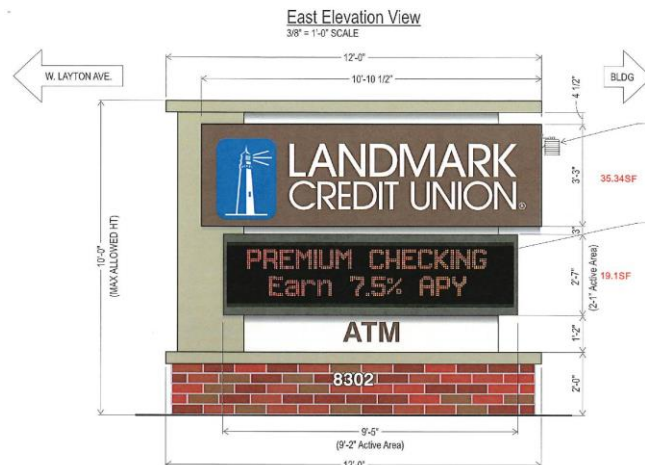 East Elevation View
3/8" = 1'-0" SCALE
12'-0"
W. LAYTON AVE.
10'-10 1/2"
BLDG
4 1/2"
LANDMARK
CREDIT UNION®
3'-3"
35.34SF
10'-0"
(MAX ALLOWED HT)
3"
PREMIUM CHECKING
Earn 7.5% APY
2'-7"
(2-1" Active Area)
19.1SF
ATM
1'-2"
8302
2'-0"
9'-5"
(9'-2" Active Area)
12'-0"